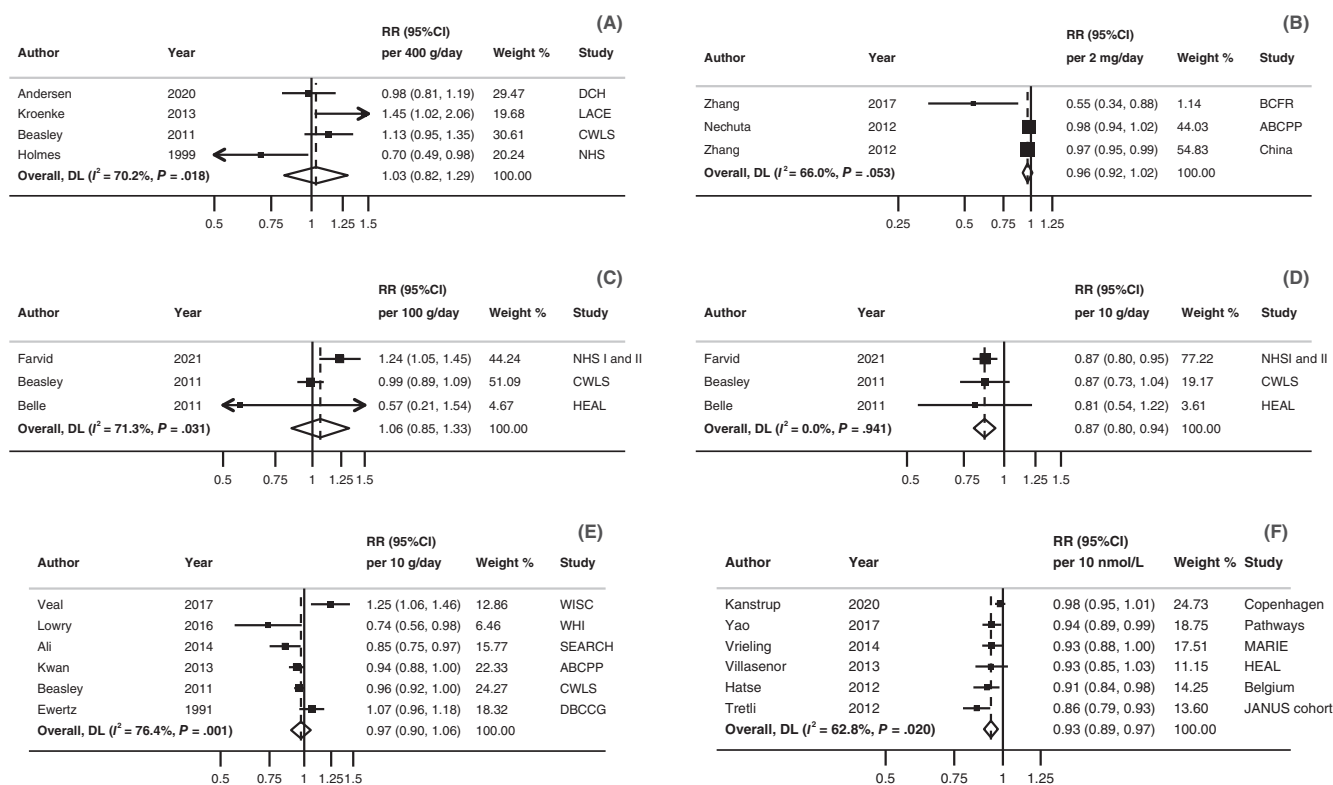 (A)
RR (95%CI)
Author Year per 400 g/day Weight % Study
Andersen 2020 0.98 (0.81, 1.19) 29.47 DCH
Kroenke 2013 1.45 (1.02, 2.06) 19.68 LACE
Beasley 2011 1.13 (0.95, 1.35) 30.61 CWLS
Holmes 1999 0.70 (0.49, 0.98) 20.24 NHS
Overall, DL (I² = 70.2%, P = .018) 1.03 (0.82, 1.29) 100.00
0.5 0.75 1 1.25 1.5
(B)
RR (95%CI)
Author Year per 2 mg/day Weight % Study
Zhang 2017 0.55 (0.34, 0.88) 1.14 BCFR
Nechuta 2012 0.98 (0.94, 1.02) 44.03 ABCPP
Zhang 2012 0.97 (0.95, 0.99) 54.83 China
Overall, DL (I² = 66.0%, P = .053) 0.96 (0.92, 1.02) 100.00
0.25 0.5 0.75 1 1.25
(C)
RR (95%CI)
Author Year per 100 g/day Weight % Study
Farvid 2021 1.24 (1.05, 1.45) 44.24 NHS I and II
Beasley 2011 0.99 (0.89, 1.09) 51.09 CWLS
Belle 2011 0.57 (0.21, 1.54) 4.67 HEAL
Overall, DL (I² = 71.3%, P = .031) 1.06 (0.85, 1.33) 100.00
0.5 0.75 1 1.25 1.5
(D)
RR (95%CI)
Author Year per 10 g/day Weight % Study
Farvid 2021 0.87 (0.80, 0.95) 77.22 NHSI and II
Beasley 2011 0.87 (0.73, 1.04) 19.17 CWLS
Belle 2011 0.81 (0.54, 1.22) 3.61 HEAL
Overall, DL (I² = 0.0%, P = .941) 0.87 (0.80, 0.94) 100.00
0.5 0.75 1 1.25 1.5
(E)
RR (95%CI)
Author Year per 10 g/day Weight % Study
Veal 2017 1.25 (1.06, 1.46) 12.86 WISC
Lowry 2016 0.74 (0.56, 0.98) 6.46 WHI
Ali 2014 0.85 (0.75, 0.97) 15.77 SEARCH
Kwan 2013 0.94 (0.88, 1.00) 22.33 ABCPP
Beasley 2011 0.96 (0.92, 1.00) 24.27 CWLS
Ewertz 1991 1.07 (0.96, 1.18) 18.32 DBCCG
Overall, DL (I² = 76.4%, P = .001) 0.97 (0.90, 1.06) 100.00
0.5 0.75 1 1.25 1.5
(F)
RR (95%CI)
Author Year per 10 nmol/L Weight % Study
Kanstrup 2020 0.98 (0.95, 1.01) 24.73 Copenhagen
Yao 2017 0.94 (0.89, 0.99) 18.75 Pathways
Vrieling 2014 0.93 (0.88, 1.00) 17.51 MARIE
Villasenor 2013 0.93 (0.85, 1.03) 11.15 HEAL
Hatse 2012 0.91 (0.84, 0.98) 14.25 Belgium
Tretli 2012 0.86 (0.79, 0.93) 13.60 JANUS cohort
Overall, DL (I² = 62.8%, P = .020) 0.93 (0.89, 0.97) 100.00
0.5 0.75 1 1.25